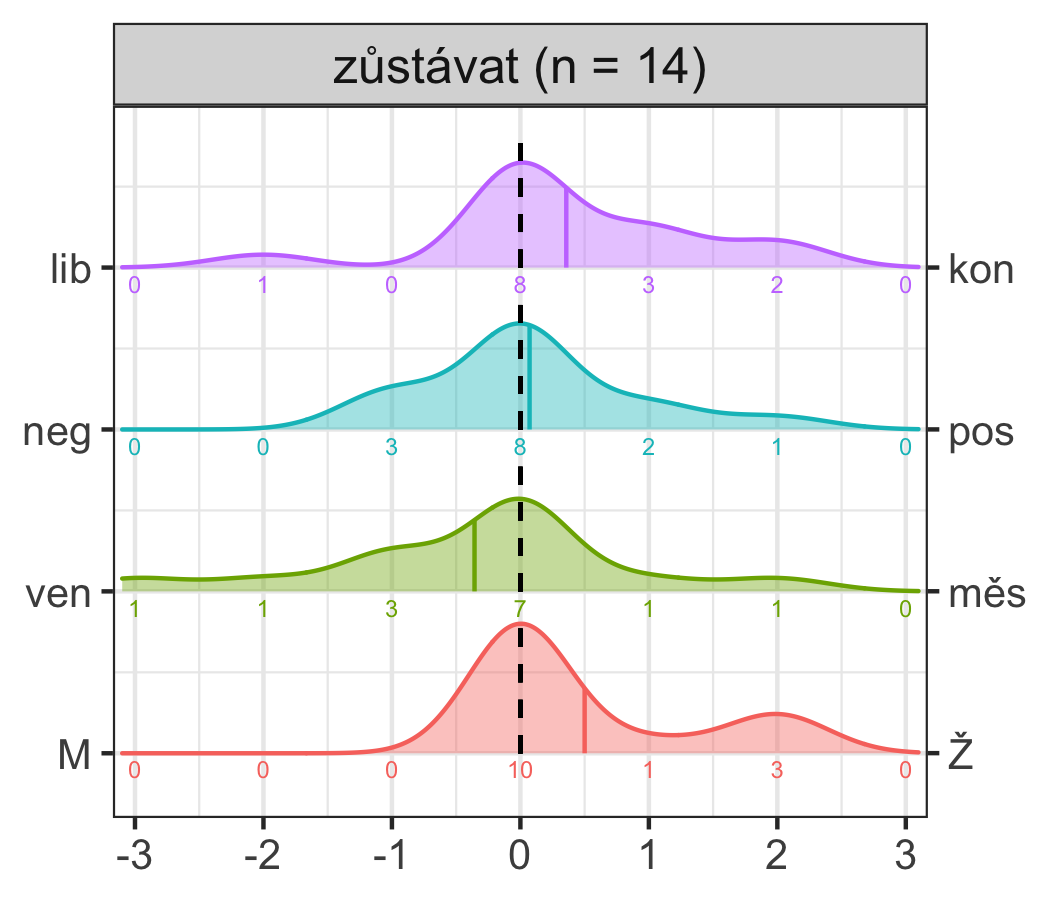 zůstávat (n = 14)
lib kon
0 1 0 8 3 2 0
neg pos
0 0 3 8 2 1 0
ven měs
1 1 3 7 1 1 0
M Ž
0 0 0 10 1 3 0
-3 -2 -1 0 1 2 3